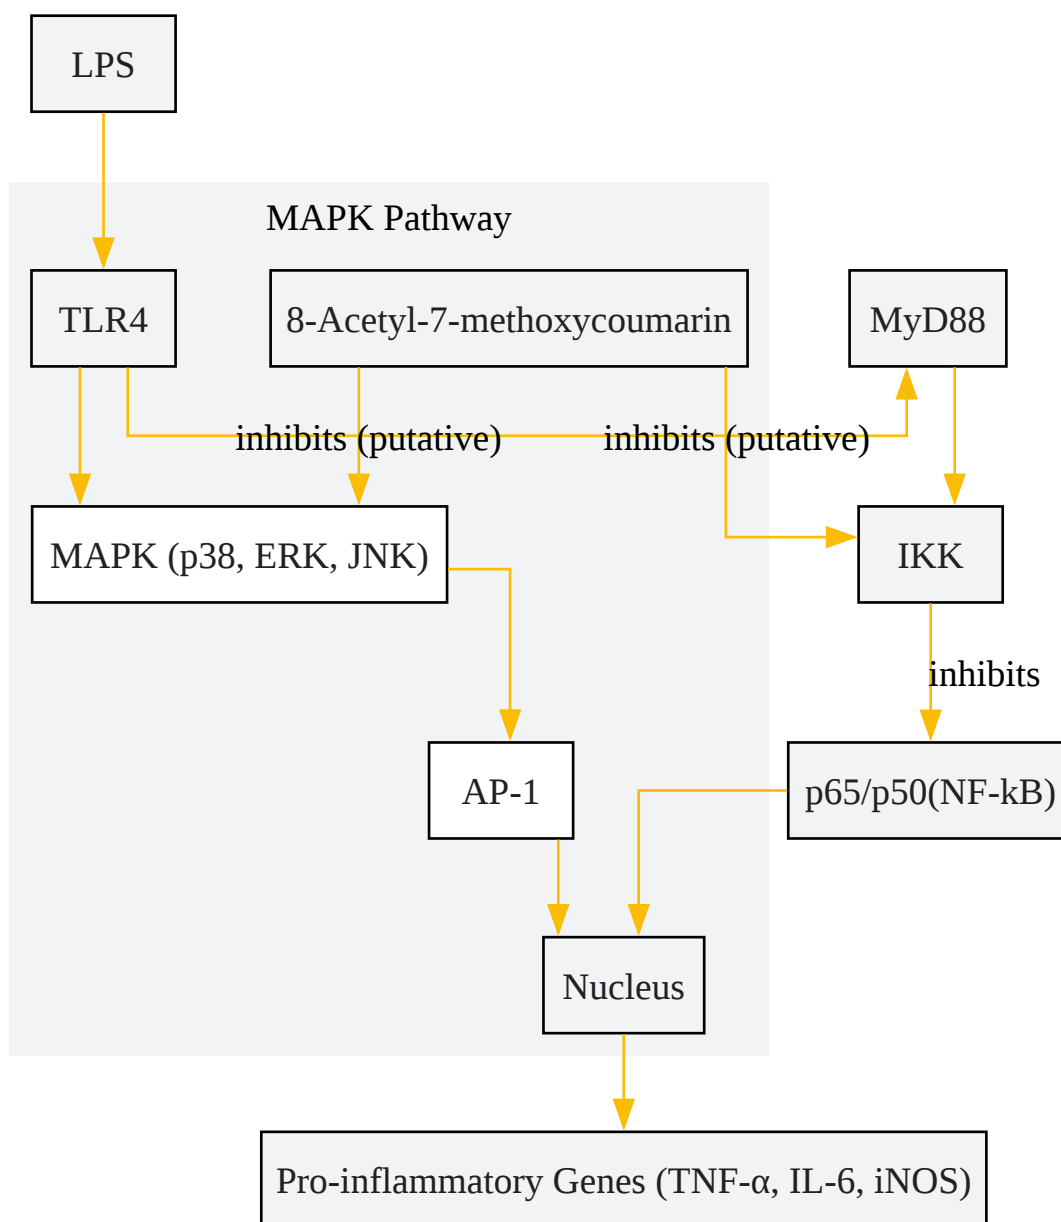 LPS
MAPK Pathway
TLR4
8-Acetyl-7-methoxycoumarin
MyD88
inhibits (putative)
inhibits (putative)
MAPK (p38, ERK, JNK)
IKK
inhibits
AP-1
p65/p50(NF-kB)
Nucleus
Pro-inflammatory Genes (TNF-α, IL-6, iNOS)